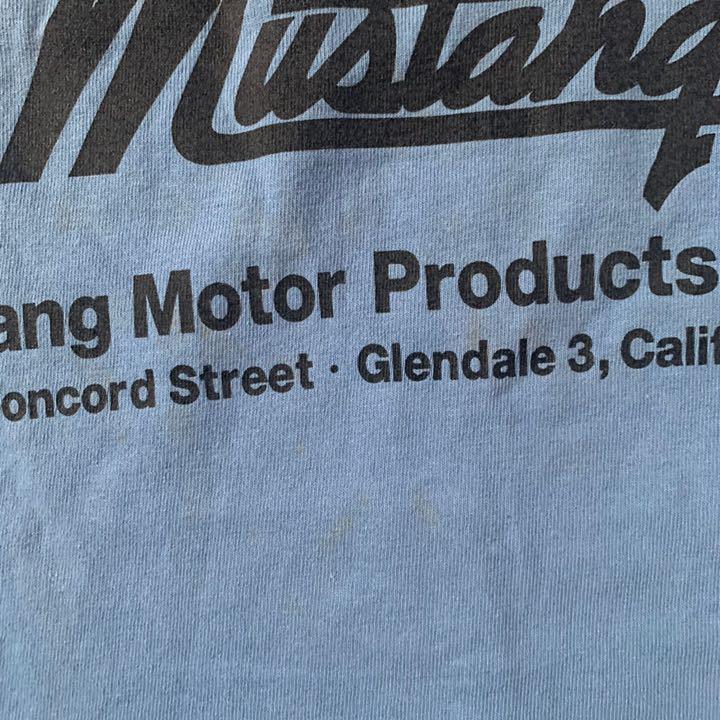 Mustang
ang Motor Products
oncord Street · Glendale 3, Calif